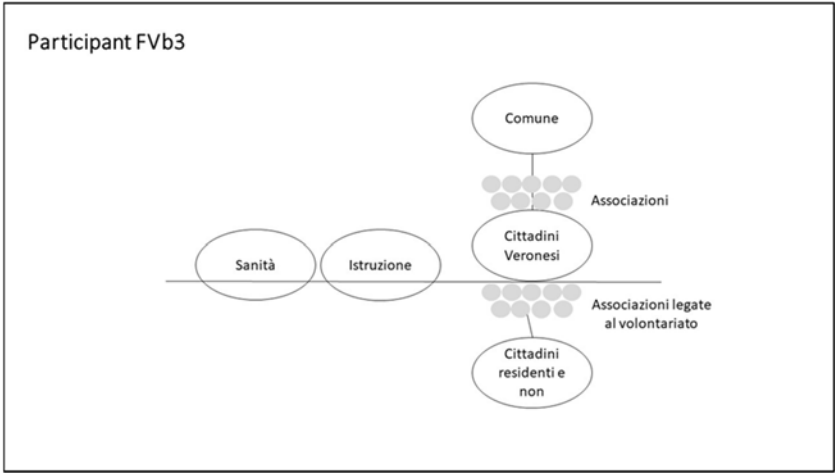 Participant FVb3
Comune
Associazioni
Cittadini
Veronesi
Sanità
Istruzione
Associazioni legate
al volontariato
Cittadini
residenti e
non